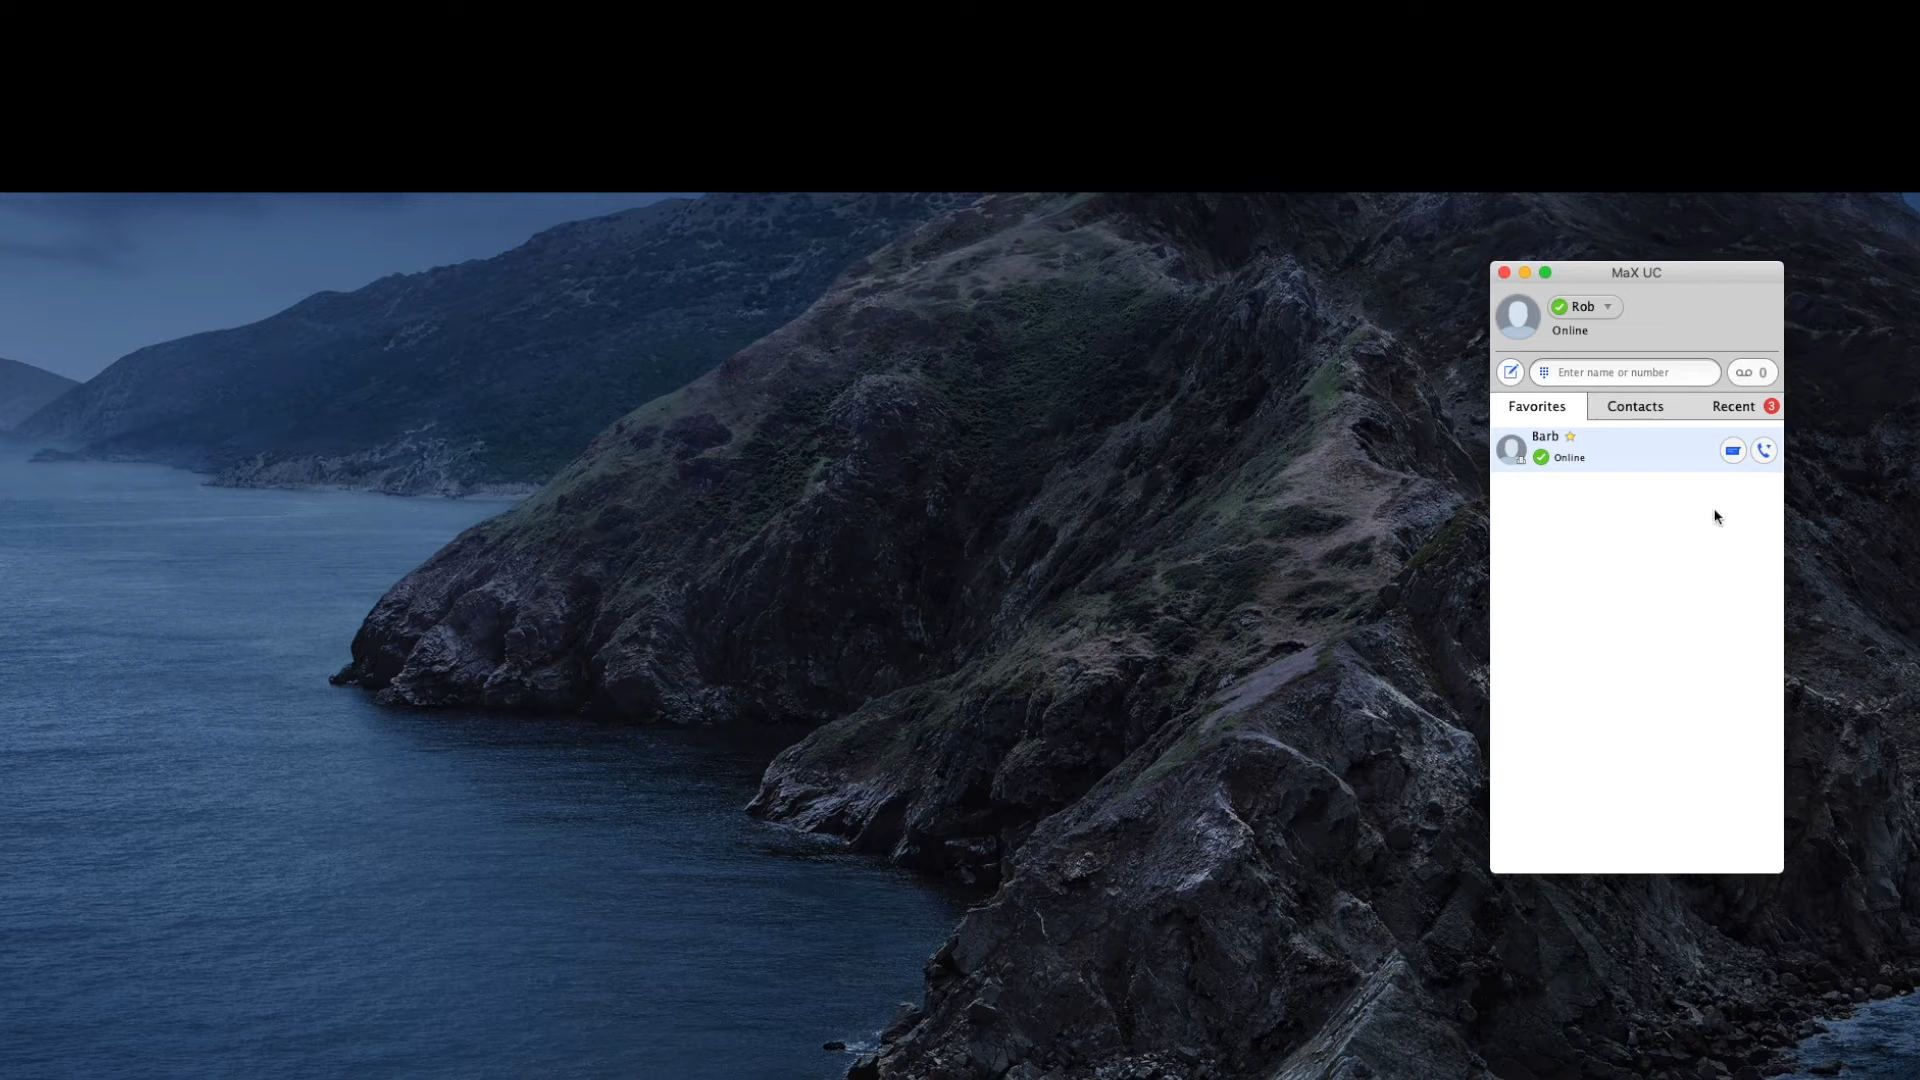 MaX UC
Rob
Online
Enter name or number
0
Favorites
Contacts
Recent 3
Barb
Online